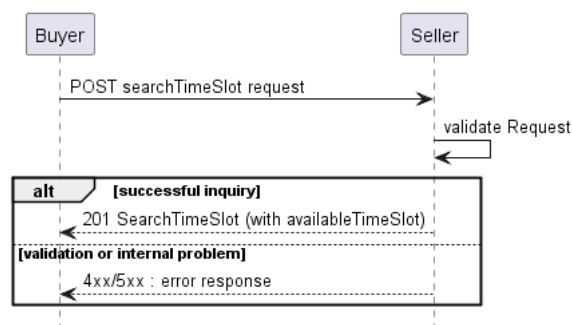 Buyer
Seller
POST searchTimeSlot request
validate Request
alt
[successful inquiry]
201 SearchTimeSlot (with availableTimeSlot)
[validation or internal problem]
4xx/5xx : error response